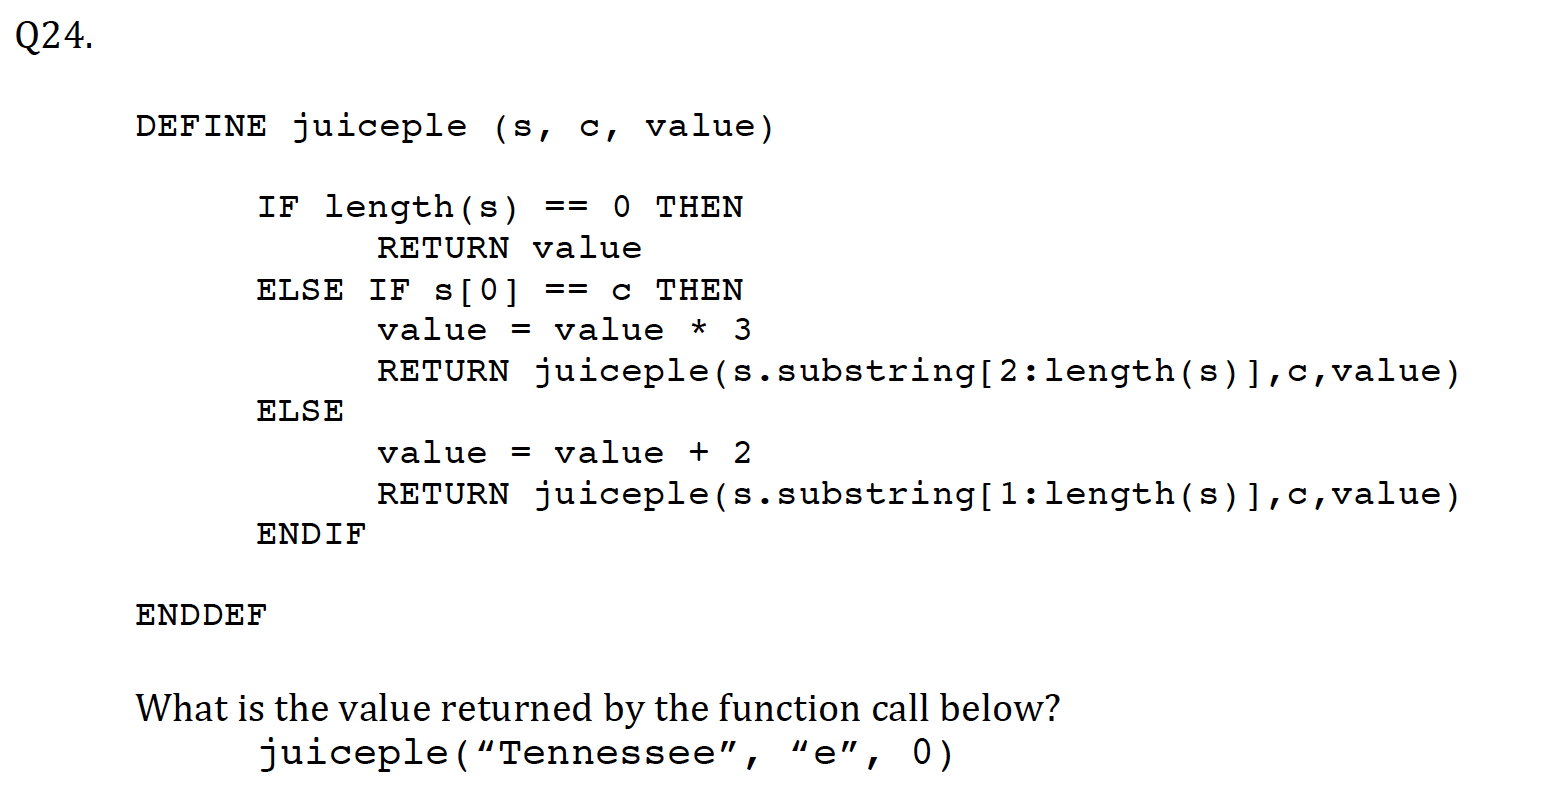 Q24.
DEFINE juiceple (s, c, value)
IF length(s) == 0 THEN
RETURN value
ELSE IF s[0] == c THEN
value = value * 3
RETURN juiceple(s.substring[2:length(s)],c,value)
ELSE
value = value + 2
RETURN juiceple(s.substring[1:length(s)],c,value)
ENDIF
ENDDEF
What is the value returned by the function call below?
juiceple(“Tennessee”, “e”, 0)